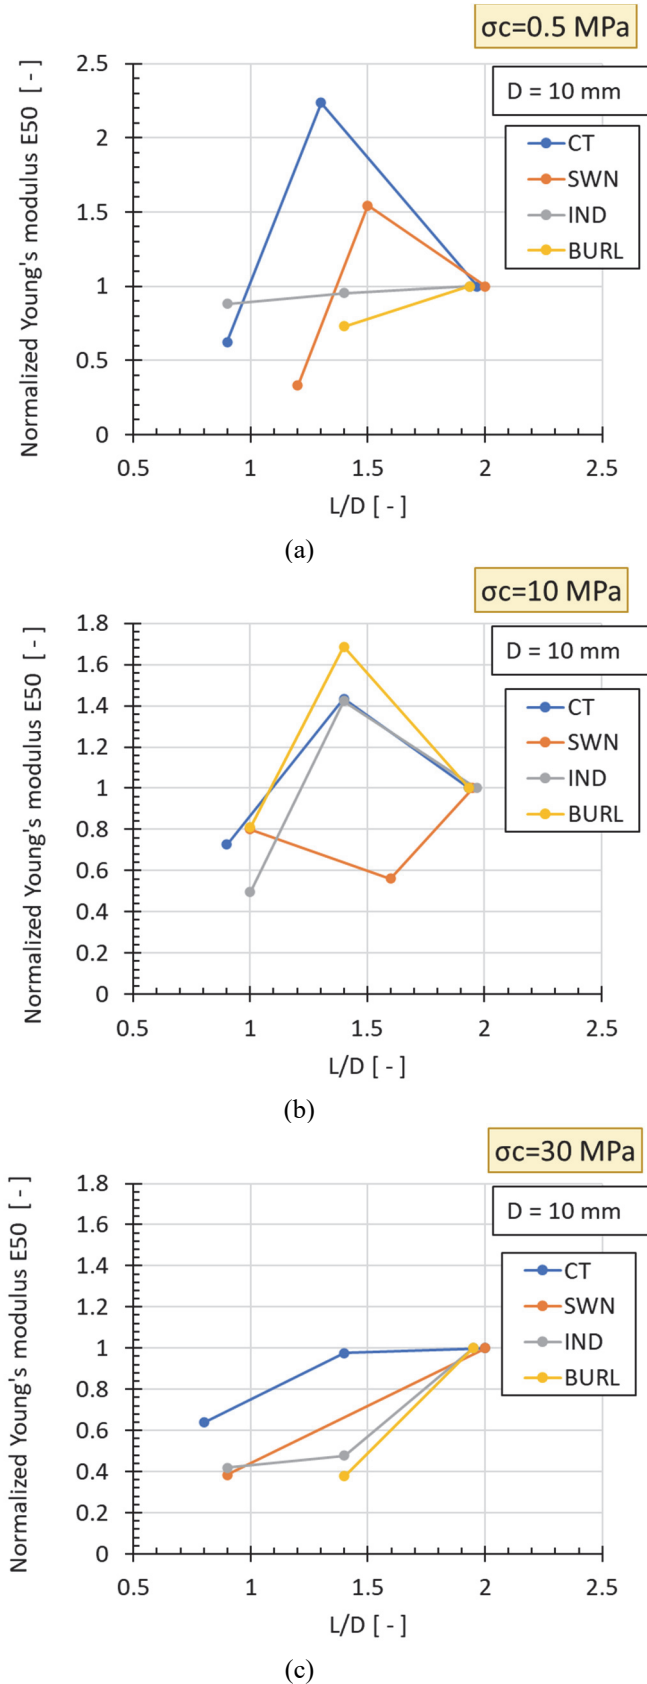 σc=0.5 MPa
Normalized Young's modulus E50 [ - ]
2.5
2
1.5
1
0.5
0
D = 10 mm
CT
SWN
IND
BURL
0.5 1 1.5 2 2.5
L/D [ - ]
(a)
σc=10 MPa
Normalized Young's modulus E50 [ - ]
1.8
1.6
1.4
1.2
1
0.8
0.6
0.4
0.2
0
D = 10 mm
CT
SWN
IND
BURL
0.5 1 1.5 2 2.5
L/D [ - ]
(b)
σc=30 MPa
Normalized Young's modulus E50 [ - ]
1.8
1.6
1.4
1.2
1
0.8
0.6
0.4
0.2
0
D = 10 mm
CT
SWN
IND
BURL
0.5 1 1.5 2 2.5
L/D [ - ]
(c)